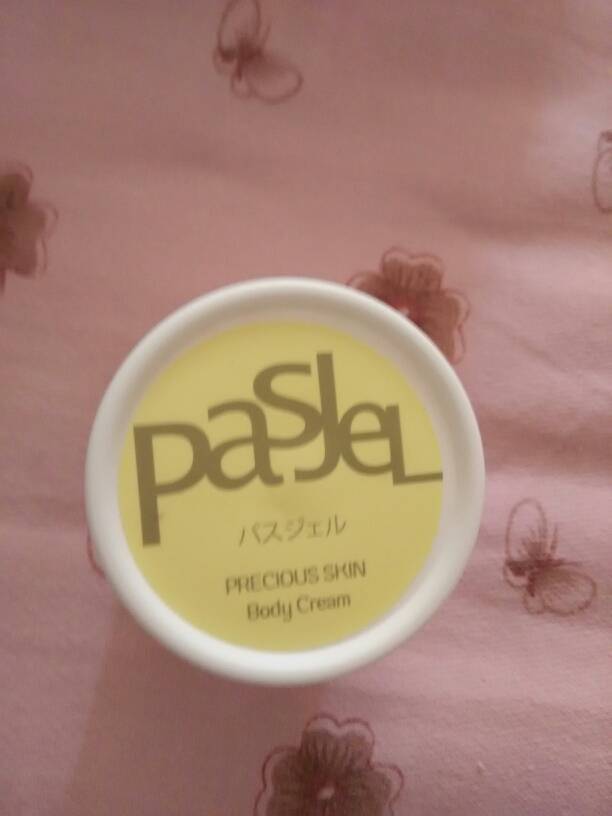 PasJeL
パスジェル
PRECIOUS SKIN
Body Cream